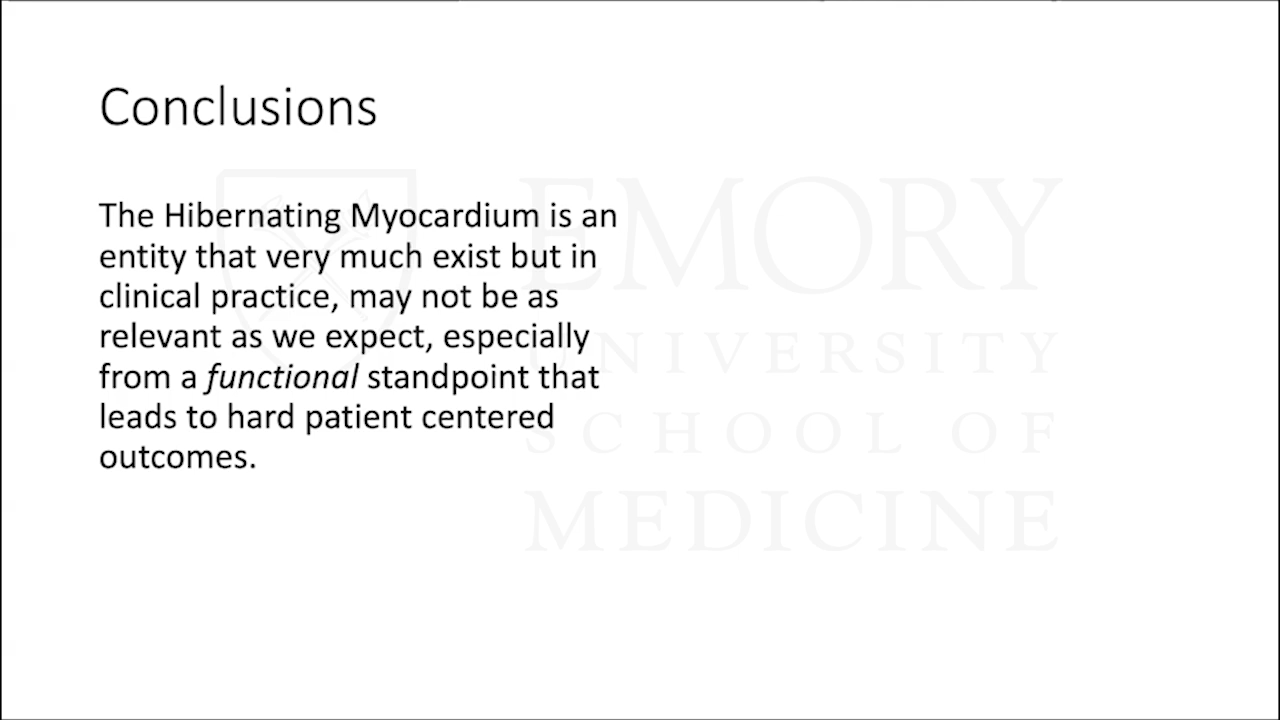 Conclusions
The Hibernating Myocardium is an
entity that very much exist but in
clinical practice, may not be as
relevant as we expect, especially
from a functional standpoint that
leads to hard patient centered
outcomes.
EMORY
UNIVERSITY
SCHOOL OF
MEDICINE